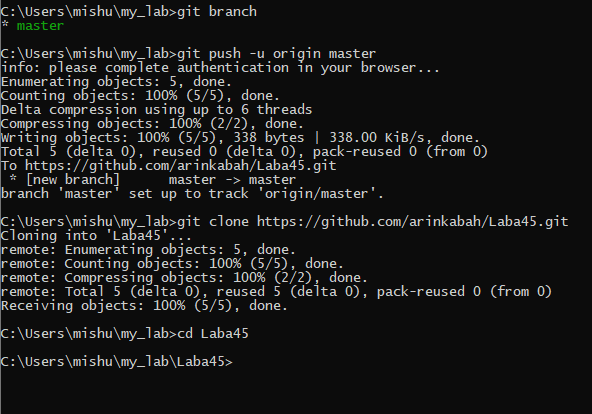 C:\Users\mishu\my_lab>git branch
* master
C:\Users\mishu\my_lab>git push -u origin master
info: please complete authentication in your browser...
Enumerating objects: 5, done.
Counting objects: 100% (5/5), done.
Delta compression using up to 6 threads
Compressing objects: 100% (2/2), done.
Writing objects: 100% (5/5), 338 bytes | 338.00 KiB/s, done.
Total 5 (delta 0), reused 0 (delta 0), pack-reused 0 (from 0)
To https://github.com/arinkabah/Laba45.git
 * [new branch]      master -> master
branch 'master' set up to track 'origin/master'.
C:\Users\mishu\my_lab>git clone https://github.com/arinkabah/Laba45.git
Cloning into 'Laba45'...
remote: Enumerating objects: 5, done.
remote: Counting objects: 100% (5/5), done.
remote: Compressing objects: 100% (2/2), done.
remote: Total 5 (delta 0), reused 5 (delta 0), pack-reused 0 (from 0)
Receiving objects: 100% (5/5), done.
C:\Users\mishu\my_lab>cd Laba45
C:\Users\mishu\my_lab\Laba45>